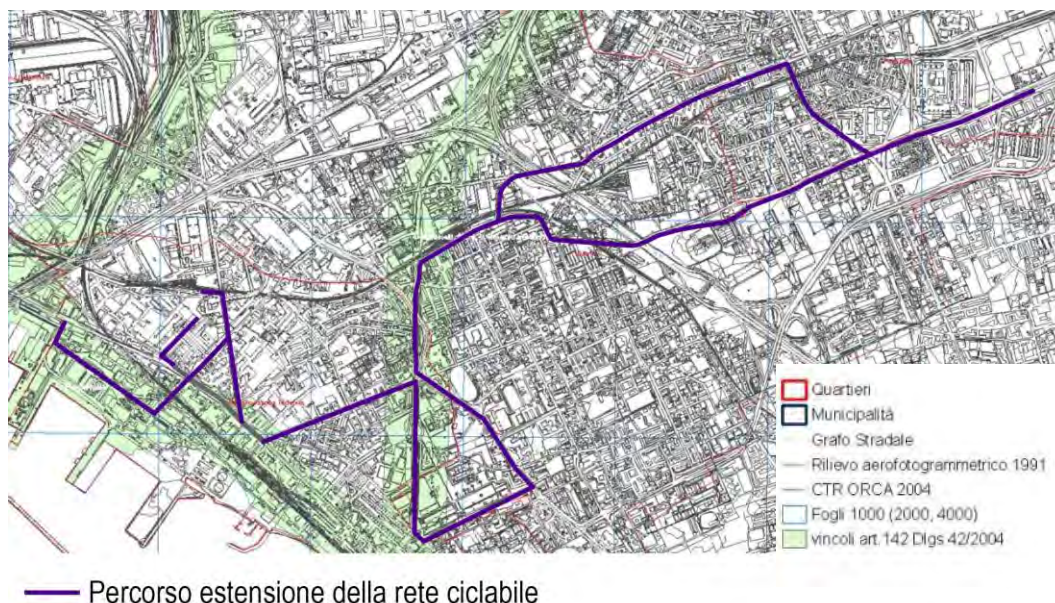 Quartieri
Municipalità
Grafo Stradale
Rilievo aerofotogrammetrico 1991
CTR ORCA 2004
Fogli 1000 (2000, 4000)
vincoli art. 142 Dlgs 42/2004
Percorso estensione della rete ciclabile